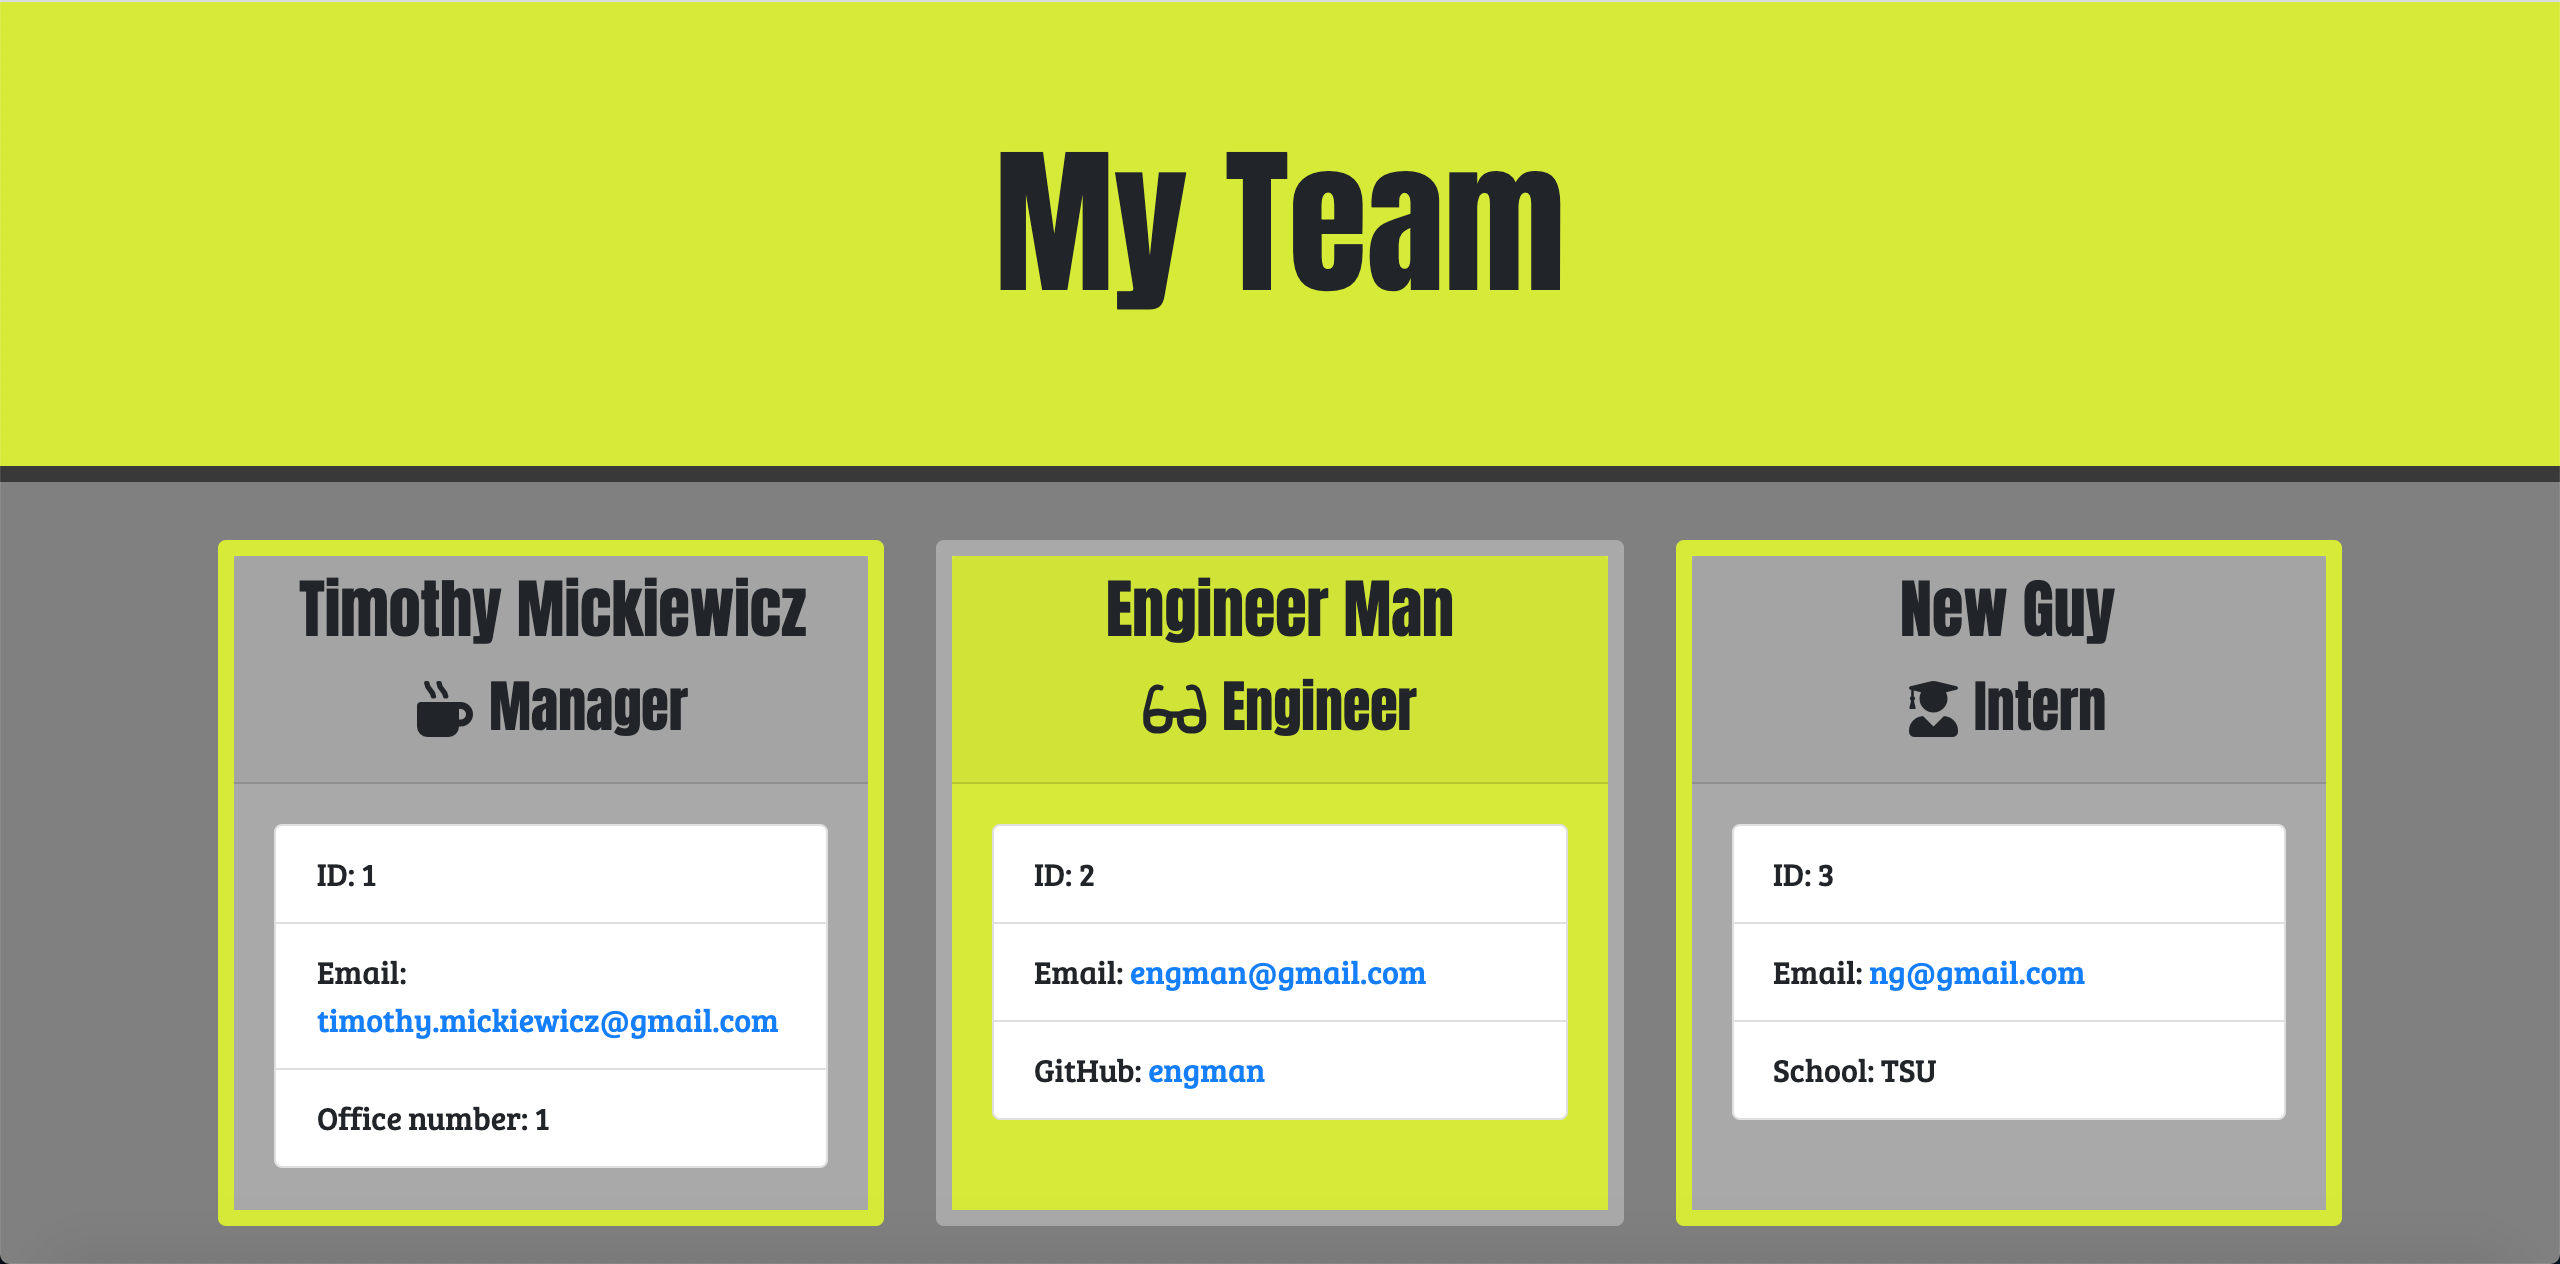 My Team
Timothy Mickiewicz
Manager
ID: 1
Email:
timothy.mickiewicz@gmail.com
Office number: 1
Engineer Man
Engineer
ID: 2
Email: engman@gmail.com
GitHub: engman
New Guy
Intern
ID: 3
Email: ng@gmail.com
School: TSU